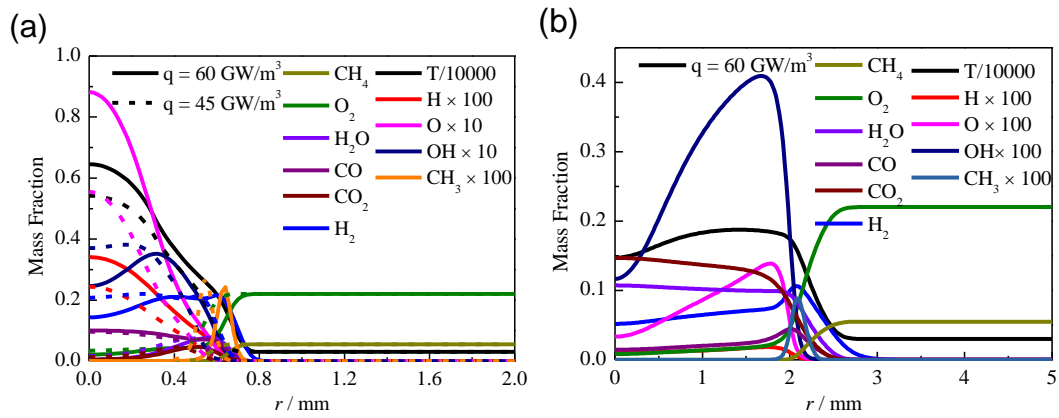 (a)
Mass Fraction
1.0
0.8
0.6
0.4
0.2
0.0
q = 60 GW/m³
q = 45 GW/m³
CH₄
O₂
H₂O
CO
CO₂
H₂
T/10000
H × 100
O × 10
OH × 10
CH₃ × 100
0.0 0.4 0.8 1.2 1.6 2.0
r / mm
(b)
Mass Fraction
0.4
0.3
0.2
0.1
0.0
q = 60 GW/m³
CH₄
O₂
H₂O
CO
CO₂
H₂
T/10000
H × 100
O × 100
OH× 100
CH₃ × 100
0 1 2 3 4 5
r / mm